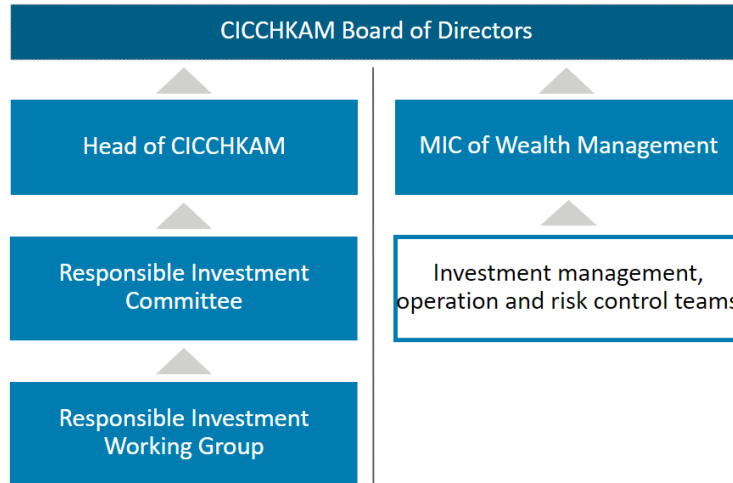 CICCHKAM Board of Directors
Head of CICCHKAM
MIC of Wealth Management
Responsible Investment
Committee
Investment management,
operation and risk control teams
Responsible Investment
Working Group